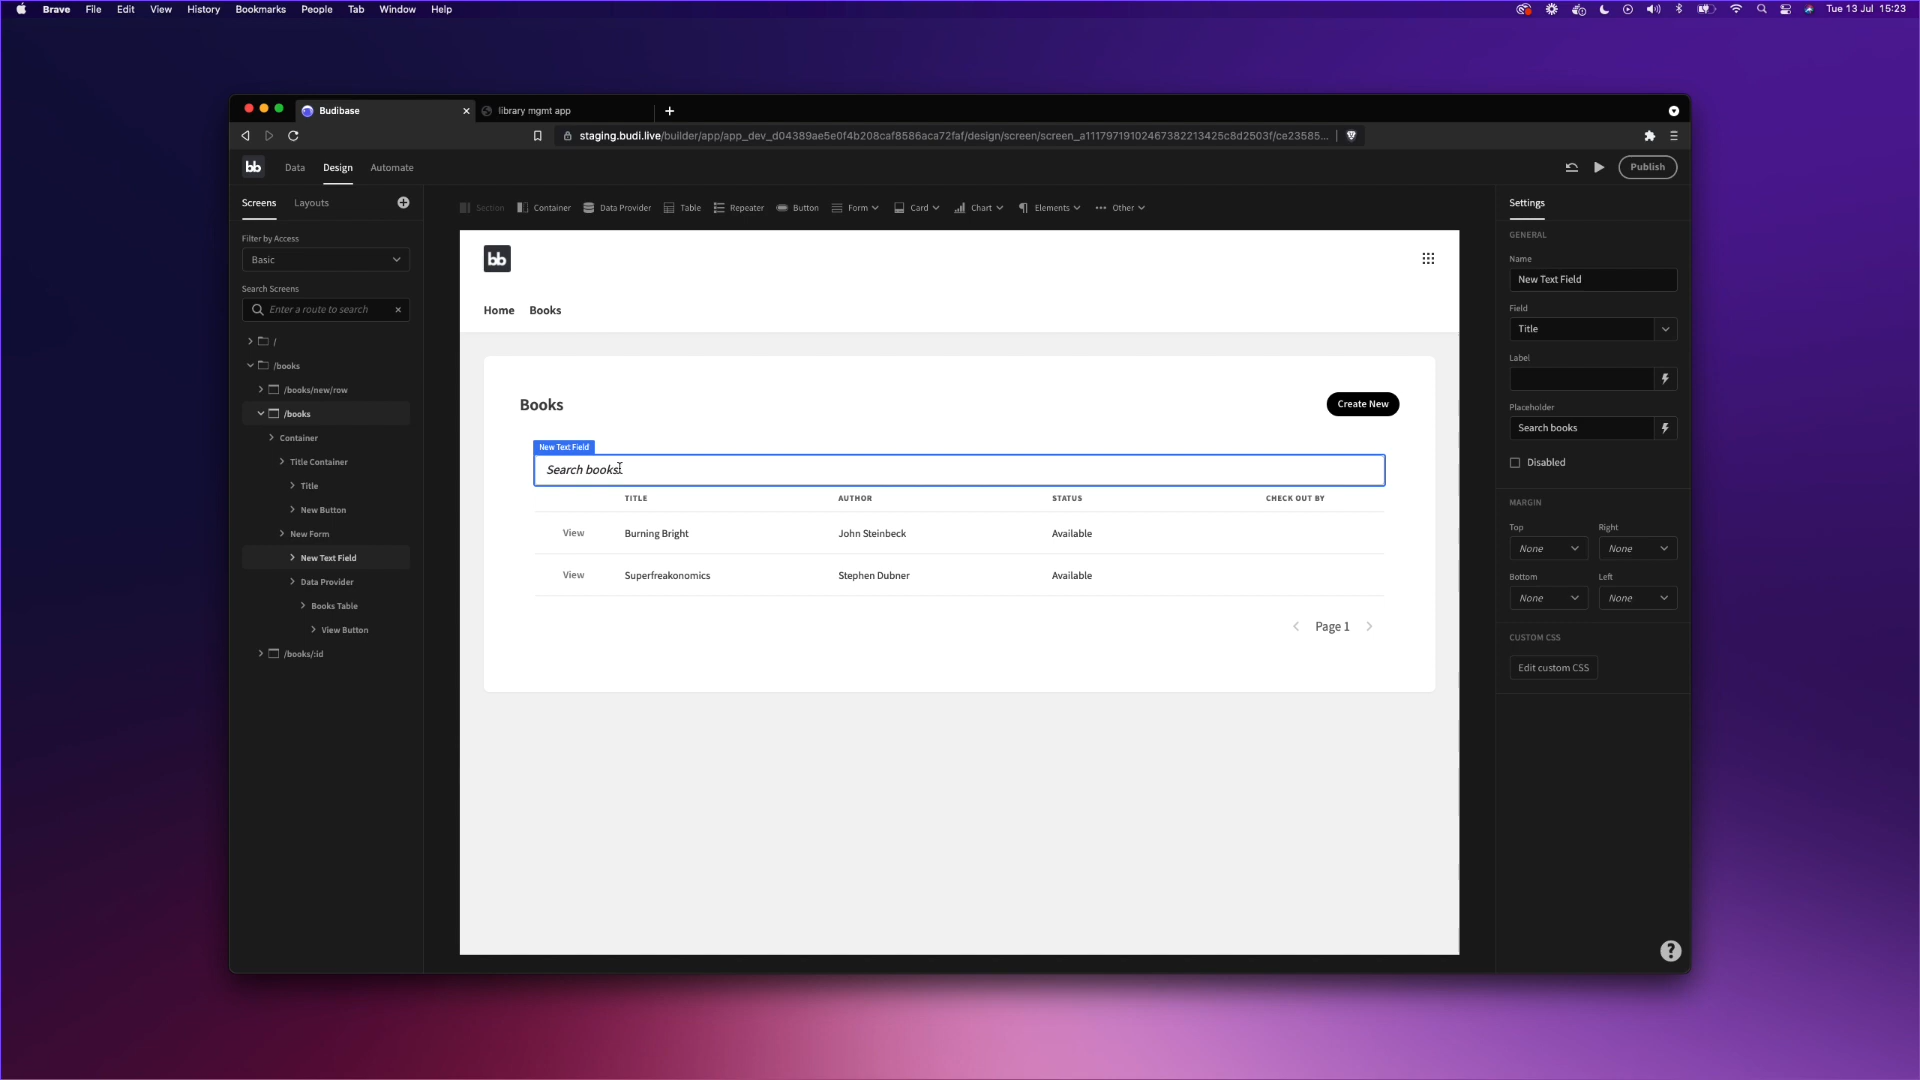 Brave File Edit View History Bookmarks People Tab Window Help Tue 13 Jul 15:23
Budibase library mgmt app
staging.budi.live/builder/app/app_dev_d04389ae5e0f4b208caf8586aca72faf/design/screen/screen_a11179719102467382213425c8d2503f/ce23585...
bb Data Design Automate Publish
Screens Layouts
Section Container Data Provider Table Repeater Button Form Card Chart Elements Other
Settings
Filter by Access
Basic
Search Screens
Enter a route to search
/
/books
/books/new/row
/books
Container
Title Container
Title
New Button
New Form
New Text Field
Data Provider
Books Table
View Button
/books/:id
bb
Home Books
Books Create New
New Text Field
Search books
TITLE AUTHOR STATUS CHECK OUT BY
View Burning Bright John Steinbeck Available
View Superfreakonomics Stephen Dubner Available
Page 1
GENERAL
Name
New Text Field
Field
Title
Label
Placeholder
Search books
Disabled
MARGIN
Top Right
None None
Bottom Left
None None
CUSTOM CSS
Edit custom CSS
?